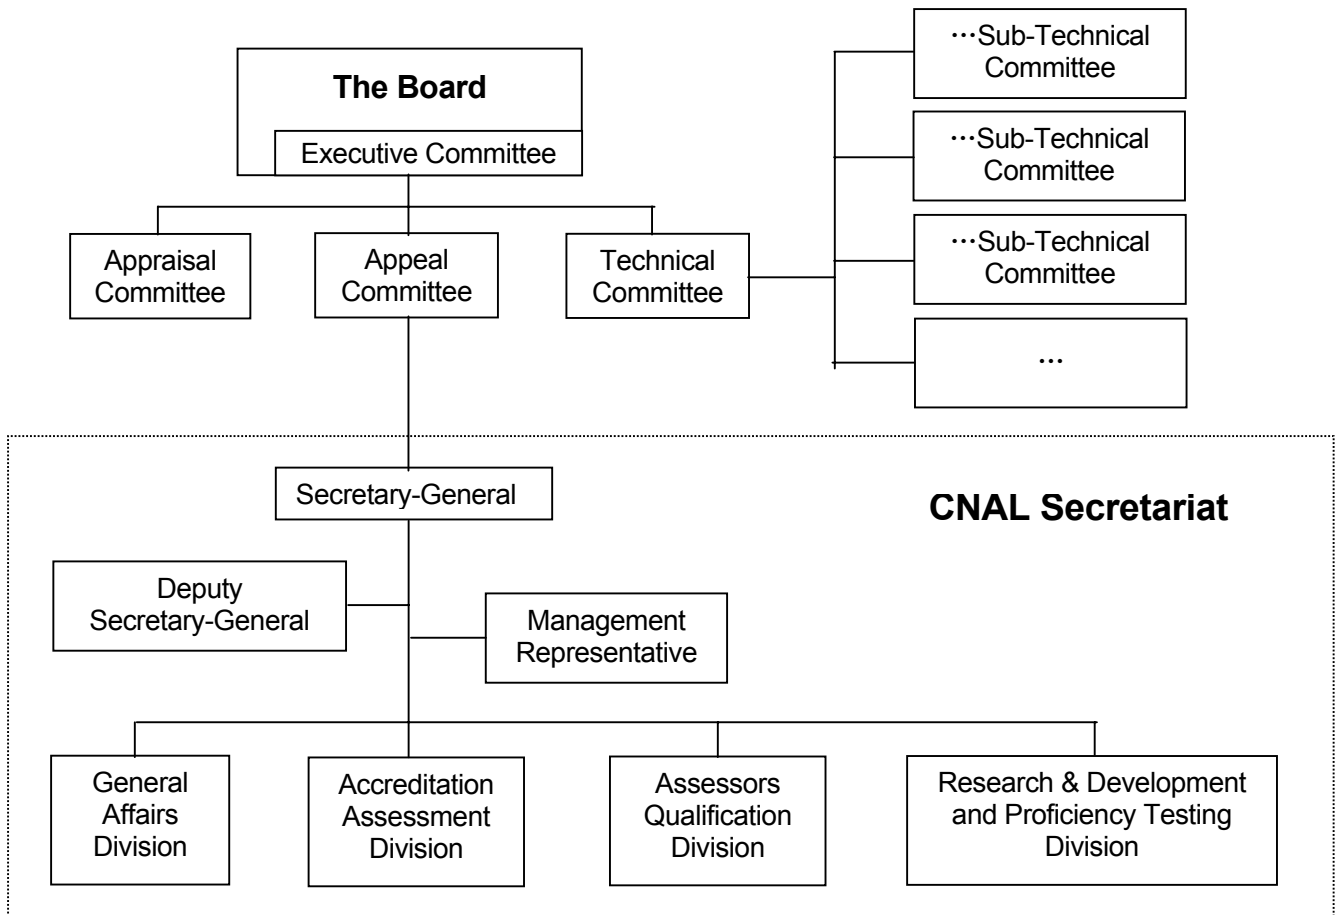 The Board
Executive Committee
Appraisal
Committee
Appeal
Committee
Technical
Committee
…Sub-Technical
Committee
…Sub-Technical
Committee
…Sub-Technical
Committee
…
CNAL Secretariat
Secretary-General
Deputy
Secretary-General
Management
Representative
General
Affairs
Division
Accreditation
Assessment
Division
Assessors
Qualification
Division
Research & Development
and Proficiency Testing
Division